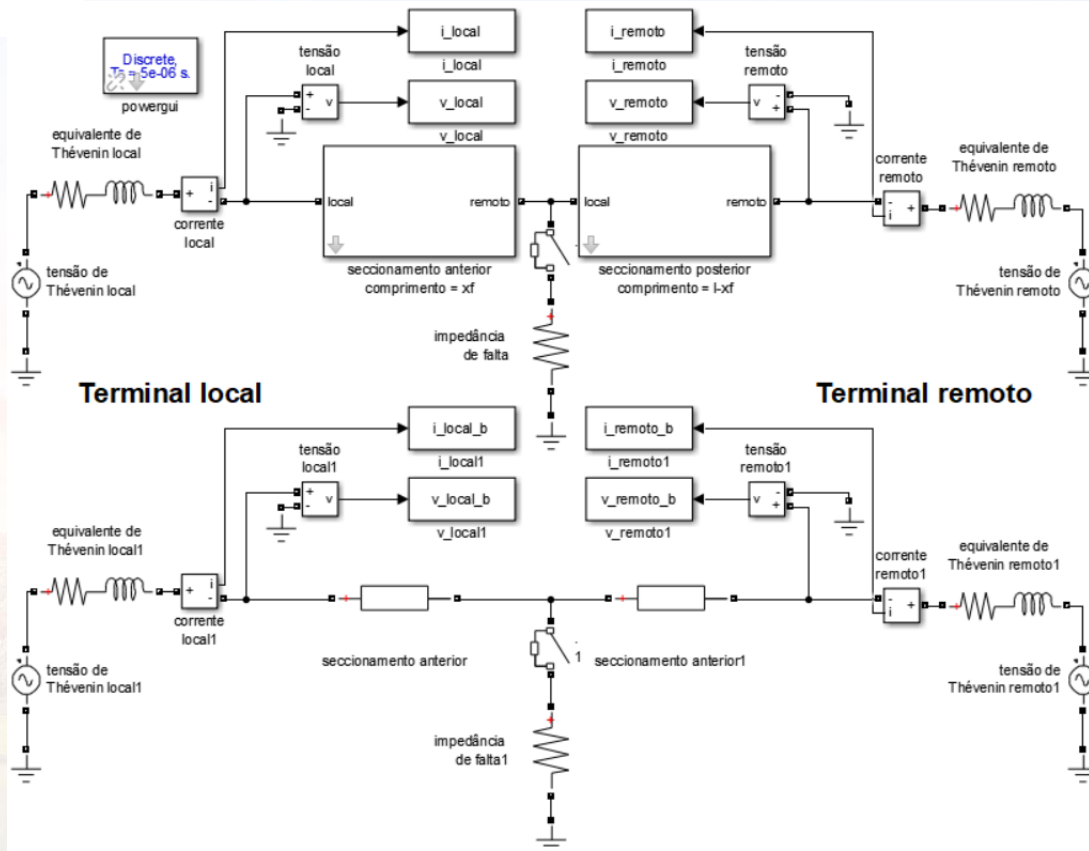 i_local
i_local
i_remoto
i_remoto
Discrete,
5e-06 s.
powergui
tensão
local
+
-
v
v_local
v_local
v_remoto
v_remoto
tensão
remoto
v
-
+
equivalente de
Thévenin local
+
i
-
corrente
local
local
remoto
seccionamento anterior
comprimento = xf
local
remoto
seccionamento posterior
comprimento = l-xf
corrente
remoto
-
i
+
equivalente de
Thévenin remoto
tensão de
Thévenin local
tensão de
Thévenin remoto
impedância
de falta
Terminal local
Terminal remoto
i_local_b
i_local1
i_remoto_b
i_remoto1
tensão
local1
+
-
v
v_local_b
v_local1
v_remoto_b
v_remoto1
tensão
remoto1
v
-
+
equivalente de
Thévenin local1
+
i
-
corrente
local1
corrente
remoto1
-
i
+
equivalente de
Thévenin remoto1
seccionamento anterior
1
seccionamento anterior1
tensão de
Thévenin local1
tensão de
Thévenin remoto1
impedância
de falta1